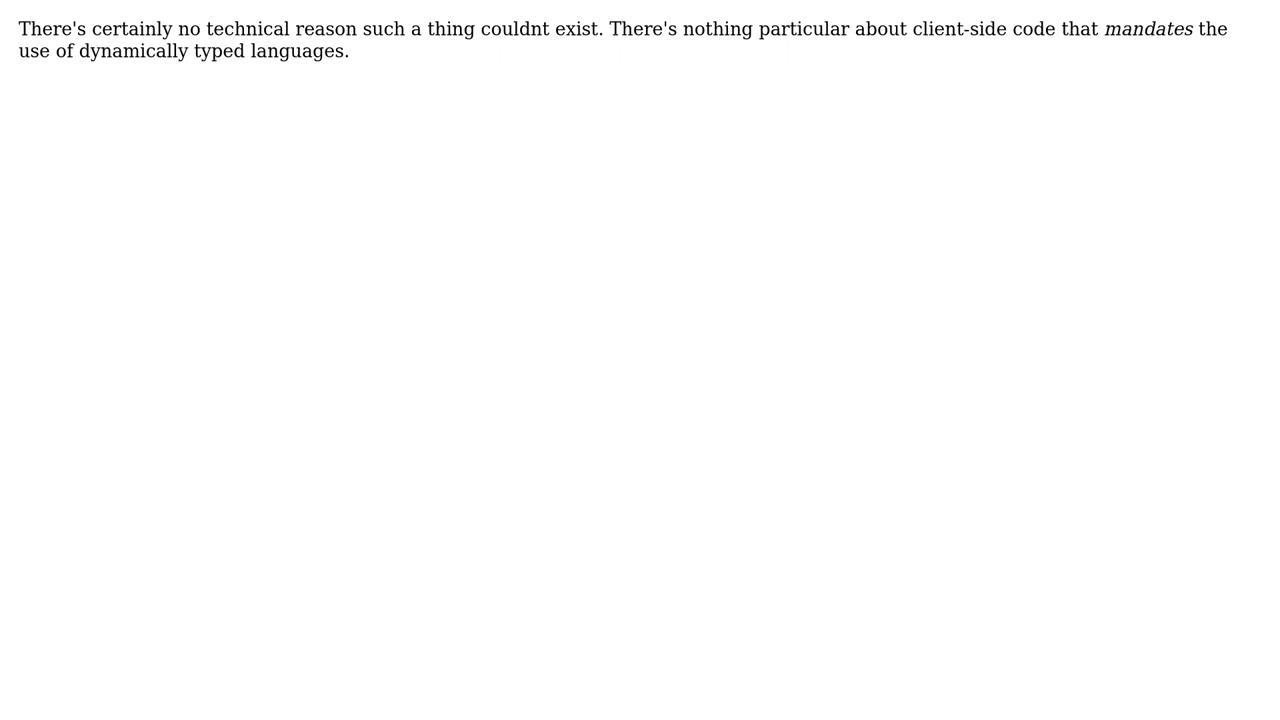 There's certainly no technical reason such a thing couldnt exist. There's nothing particular about client-side code that mandates the
use of dynamically typed languages.